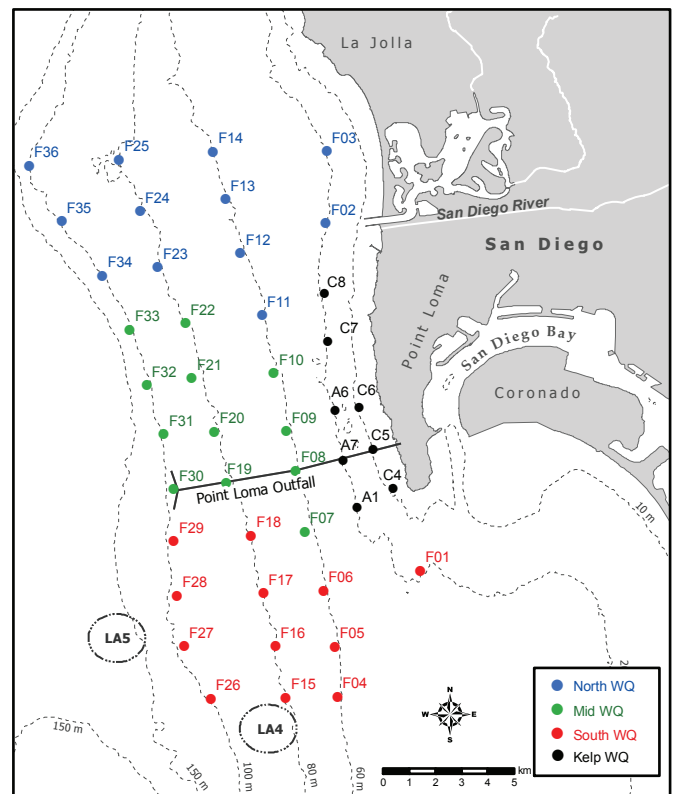 La Jolla
F36
F25
F14
F03
F35
F24
F13
F02
San Diego River
San Diego
F34
F23
F12
C8
F33
F22
F11
C7
Point Loma
San Diego Bay
F32
F21
F10
A6
C6
Coronado
F31
F20
F09
A7
C5
F30
F19
F08
C4
Point Loma Outfall
A1
10 m
F29
F18
F07
F01
F28
F17
F06
LA5
F27
F16
F05
F26
F15
F04
LA4
2
150 m
150 m
100 m
80 m
60 m
N
W
E
S
km
0 1 2 3 4 5
North WQ
Mid WQ
South WQ
Kelp WQ